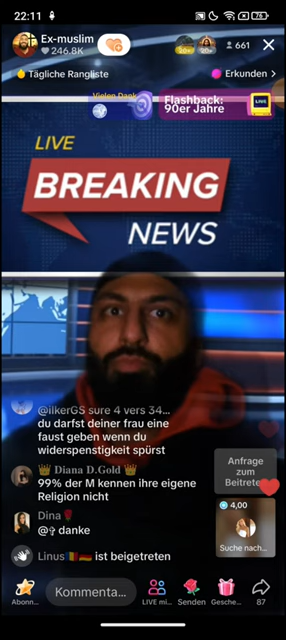 22:11
76
Ex-muslim
246.8K
661
Tägliche Rangliste
Erkunden >
Vielen Dank
Flashback:
90er Jahre
LIVE
LIVE
BREAKING
NEWS
@ilkerGS sure 4 vers 34...
du darfst deiner frau eine
faust geben wenn du
widerspenstigkeit spürst
Diana D.Gold
99% der M kennen ihre eigene
Religion nicht
Dina
@✞ danke
Linus ist beigetreten
Anfrage
zum
Beitrete
4,00
Suche nach...
Abonn...
Kommenta...
LIVE mi...
Senden
Gesche...
87